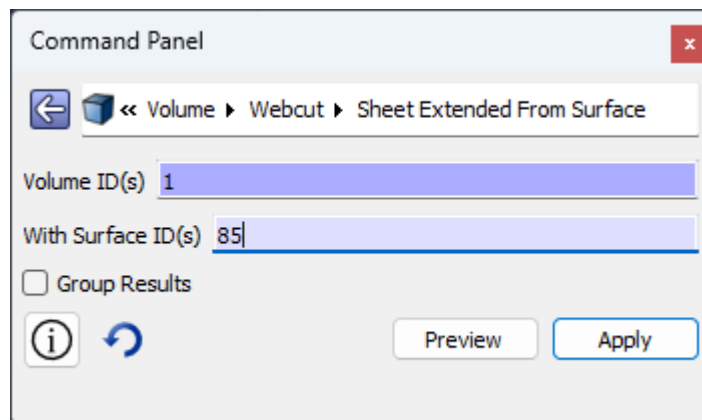 Command Panel
x
« Volume ▸ Webcut ▸ Sheet Extended From Surface
Volume ID(s) 1
With Surface ID(s) 85
Group Results
i
Preview Apply